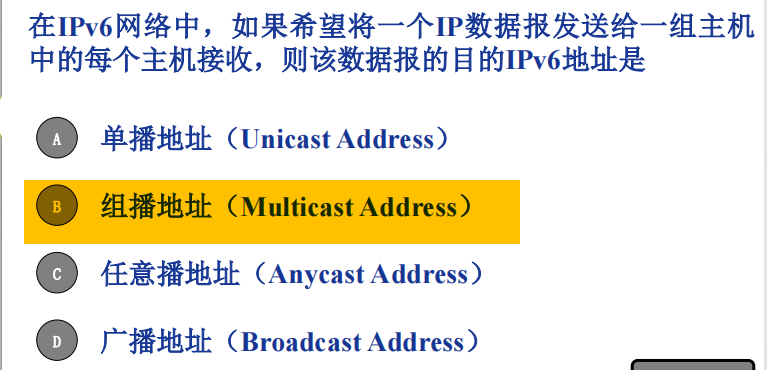 在IPv6网络中，如果希望将一个IP数据报发送给一组主机
中的每个主机接收，则该数据报的目的IPv6地址是
A 单播地址（Unicast Address）
B 组播地址（Multicast Address）
C 任意播地址（Anycast Address）
D 广播地址（Broadcast Address）